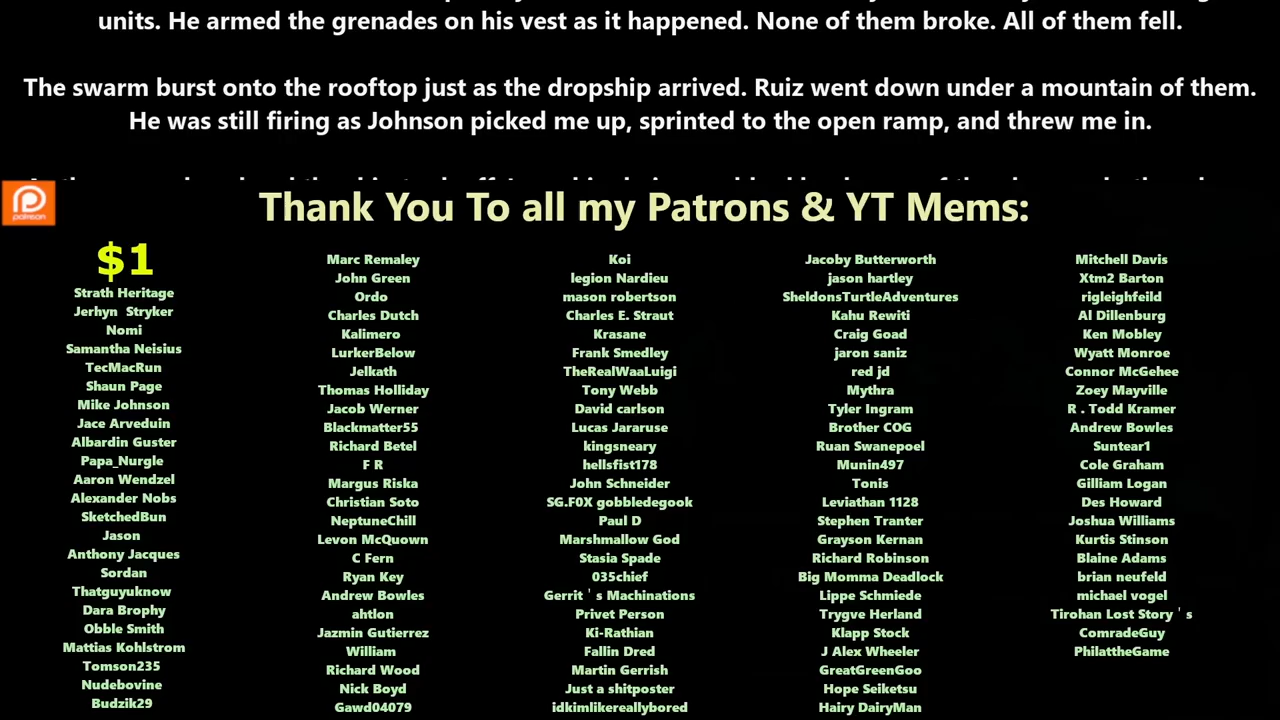 units. He armed the grenades on his vest as it happened. None of them broke. All of them fell.
The swarm burst onto the rooftop just as the dropship arrived. Ruiz went down under a mountain of them.
He was still firing as Johnson picked me up, sprinted to the open ramp, and threw me in.
patreon
Thank You To all my Patrons & YT Mems:
$1
Strath Heritage
Jerhyn  Stryker
Nomi
Samantha Neisius
TecMacRun
Shaun Page
Mike Johnson
Jace Arveduin
Albardin Guster
Papa_Nurgle
Aaron Wendzel
Alexander Nobs
SketchedBun
Jason
Anthony Jacques
Sordan
Thatguyuknow
Dara Brophy
Obble Smith
Mattias Kohlstrom
Tomson235
Nudebovine
Budzik29
Marc Remaley
John Green
Ordo
Charles Dutch
Kalimero
LurkerBelow
Jelkath
Thomas Holliday
Jacob Werner
Blackmatter55
Richard Betel
F R
Margus Riska
Christian Soto
NeptuneChill
Levon McQuown
C Fern
Ryan Key
Andrew Bowles
ahtlon
Jazmin Gutierrez
William
Richard Wood
Nick Boyd
Gawd04079
Koi
legion Nardieu
mason robertson
Charles E. Straut
Krasane
Frank Smedley
TheRealWaaLuigi
Tony Webb
David carlson
Lucas Jararuse
kingsneary
hellsfist178
John Schneider
SG.F0X gobbledegook
Paul D
Marshmallow God
Stasia Spade
035chief
Gerrit ' s Machinations
Privet Person
Ki-Rathian
Fallin Dred
Martin Gerrish
Just a shitposter
idkimlikereallybored
Jacoby Butterworth
jason hartley
SheldonsTurtleAdventures
Kahu Rewiti
Craig Goad
jaron saniz
red jd
Mythra
Tyler Ingram
Brother COG
Ruan Swanepoel
Munin497
Tonis
Leviathan 1128
Stephen Tranter
Grayson Kernan
Richard Robinson
Big Momma Deadlock
Lippe Schmiede
Trygve Herland
Klapp Stock
J Alex Wheeler
GreatGreenGoo
Hope Seiketsu
Hairy DairyMan
Mitchell Davis
Xtm2 Barton
rigleighfeild
Al Dillenburg
Ken Mobley
Wyatt Monroe
Connor McGehee
Zoey Mayville
R . Todd Kramer
Andrew Bowles
Suntear1
Cole Graham
Gilliam Logan
Des Howard
Joshua Williams
Kurtis Stinson
Blaine Adams
brian neufeld
michael vogel
Tirohan Lost Story ' s
ComradeGuy
PhilattheGame